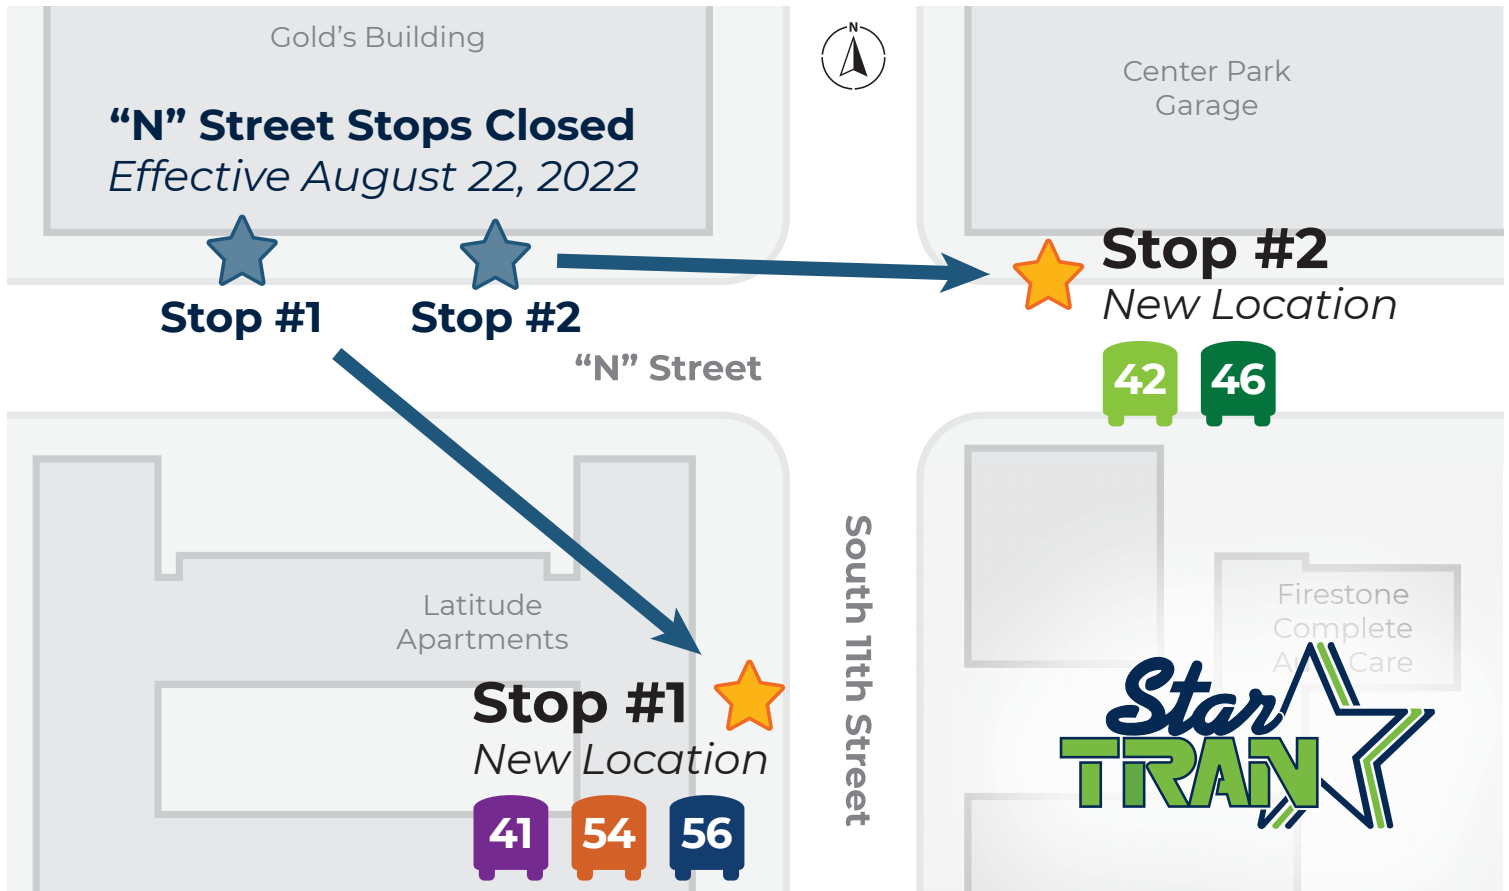 Gold’s Building
N
Center Park
Garage
“N” Street Stops Closed
Effective August 22, 2022
Stop #1
Stop #2
Stop #2
New Location
42
46
“N” Street
South 11th Street
Latitude
Apartments
Stop #1
New Location
41
54
56
Firestone
Complete
Care
Star
TRAN